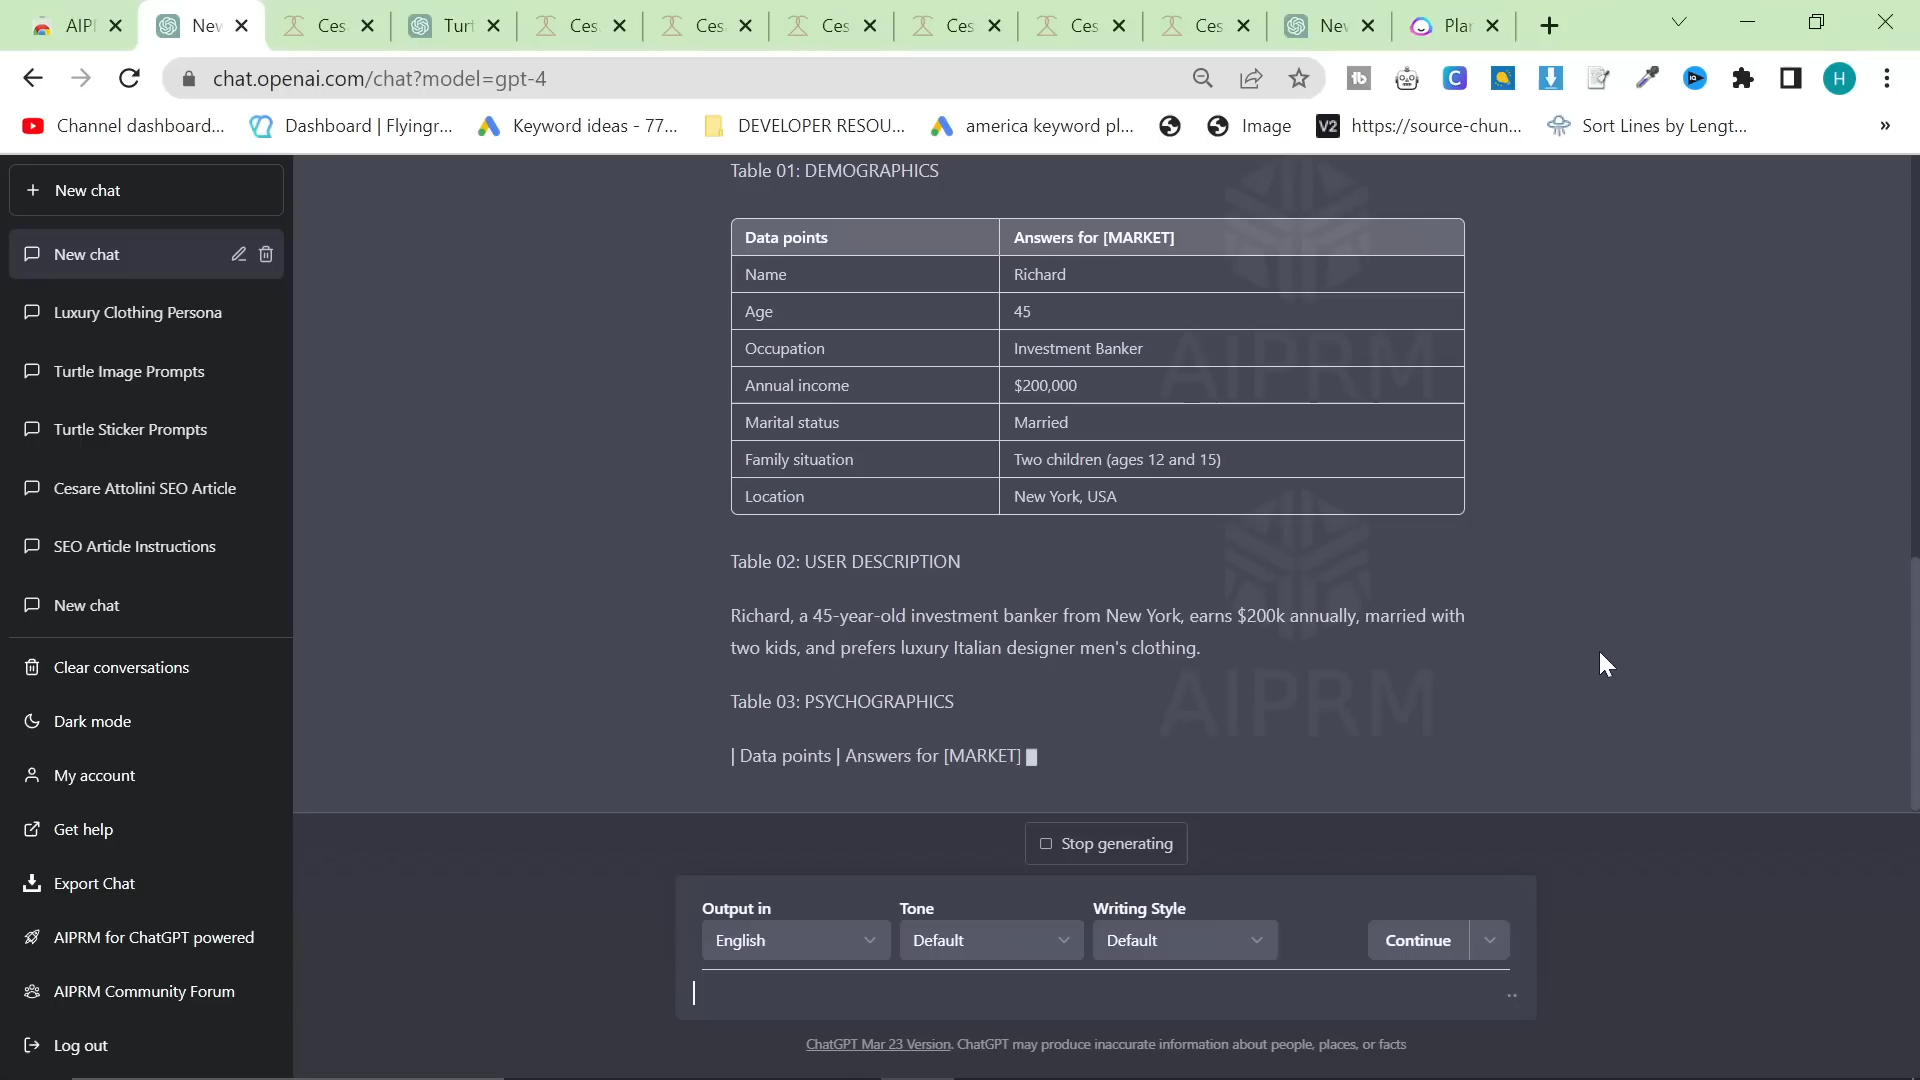 AIPI
New
Ces
Turt
Ces
Ces
Ces
Ces
Ces
Ces
New
Plan
chat.openai.com/chat?model=gpt-4
H
Channel dashboard...
Dashboard | Flyingr...
Keyword ideas - 77...
DEVELOPER RESOU...
america keyword pl...
Image
V2 https://source-chun...
Sort Lines by Lengt...
»
New chat
New chat
Luxury Clothing Persona
Turtle Image Prompts
Turtle Sticker Prompts
Cesare Attolini SEO Article
SEO Article Instructions
New chat
Clear conversations
Dark mode
My account
Get help
Export Chat
AIPRM for ChatGPT powered
AIPRM Community Forum
Log out
Table 01: DEMOGRAPHICS
Data points Answers for [MARKET]
Name Richard
Age 45
Occupation Investment Banker
Annual income $200,000
Marital status Married
Family situation Two children (ages 12 and 15)
Location New York, USA
AIPRM
Table 02: USER DESCRIPTION
Richard, a 45-year-old investment banker from New York, earns $200k annually, married with
two kids, and prefers luxury Italian designer men's clothing.
Table 03: PSYCHOGRAPHICS
AIPRM
| Data points | Answers for [MARKET]
Stop generating
Output in Tone Writing Style
English Default Default Continue
ChatGPT Mar 23 Version. ChatGPT may produce inaccurate information about people, places, or facts